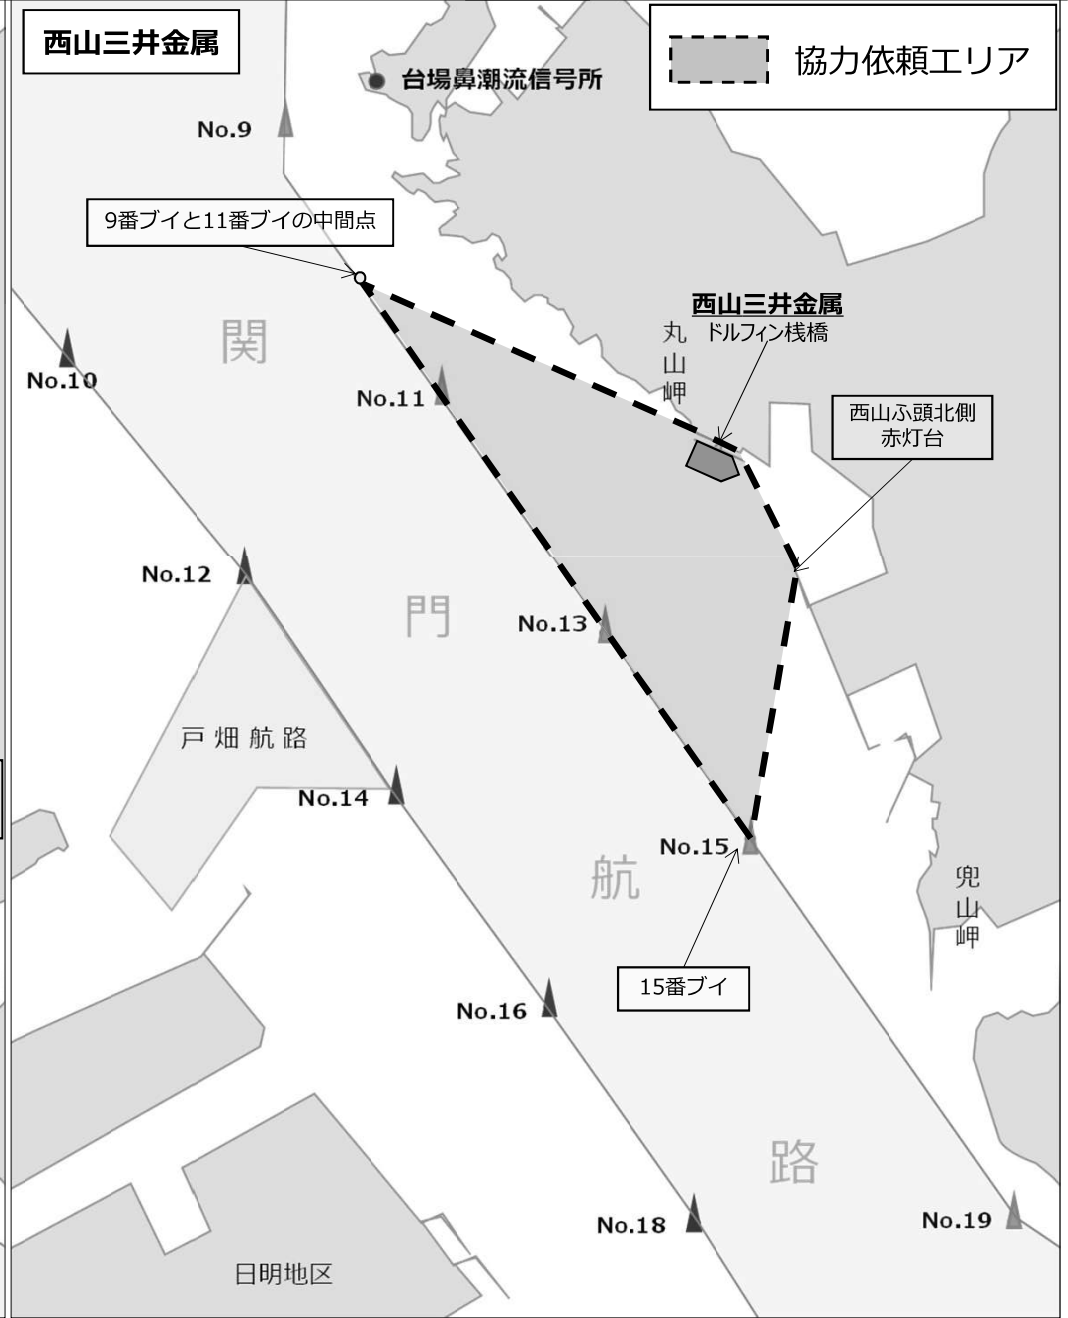 西山三井金属
協力依頼エリア
台場鼻潮流信号所
No.9
9番ブイと11番ブイの中間点
西山三井金属
ドルフィン桟橋
丸山岬
関門航路
No.10
No.11
西山ふ頭北側
赤灯台
No.12
No.13
戸畑航路
No.14
No.15
兜山岬
15番ブイ
No.16
No.18
No.19
日明地区